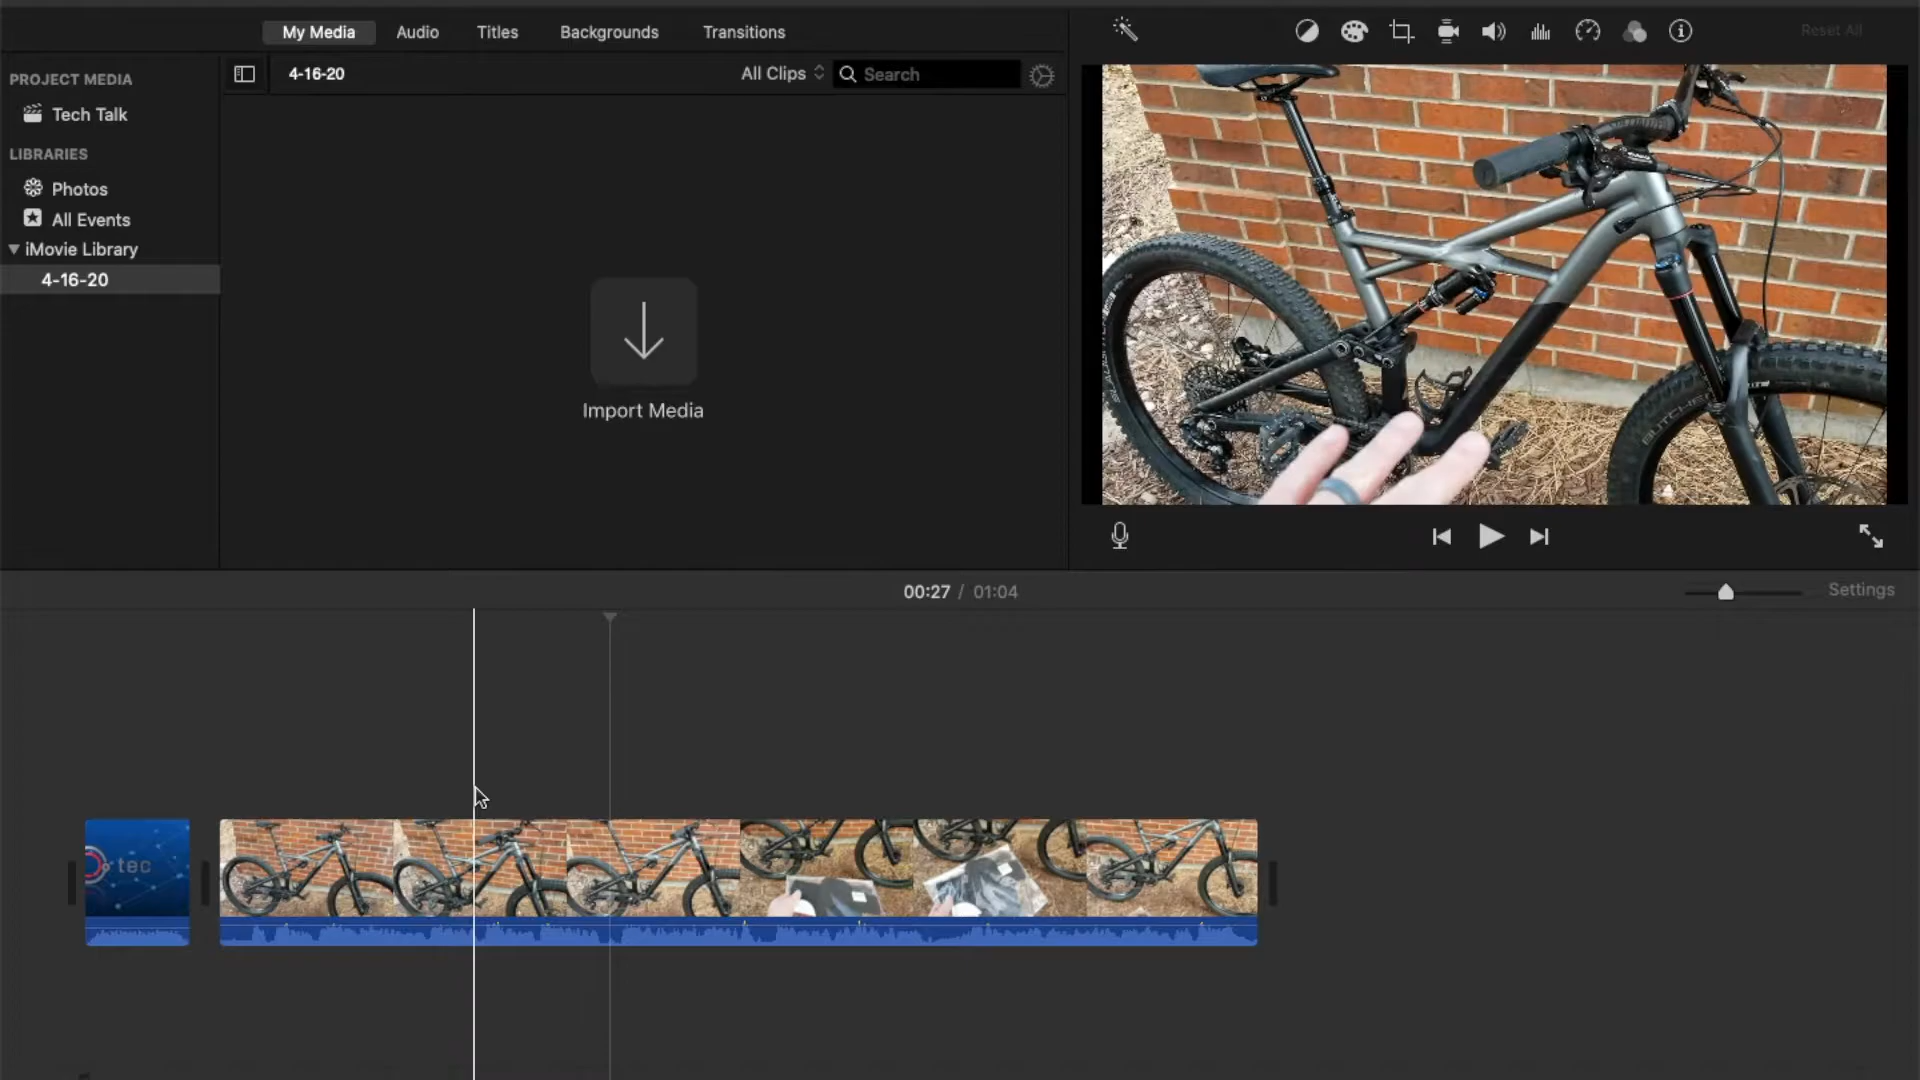 My Media
Audio
Titles
Backgrounds
Transitions
Reset All
PROJECT MEDIA
Tech Talk
LIBRARIES
Photos
All Events
iMovie Library
4-16-20
4-16-20
All Clips
Search
Import Media
BUTCHER
00:27 / 01:04
Settings
tec